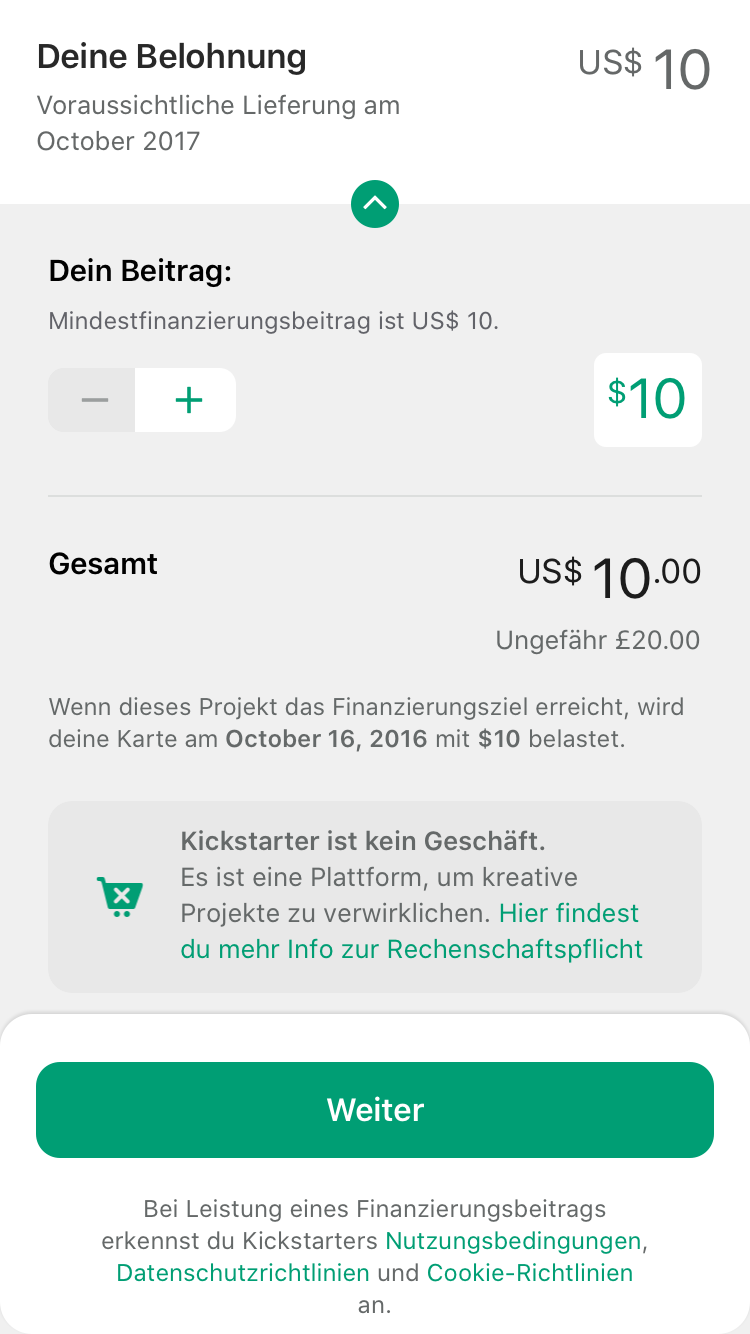 Deine Belohnung
US$ 10
Voraussichtliche Lieferung am
October 2017
Dein Beitrag:
Mindestfinanzierungsbeitrag ist US$ 10.
− +
$10
Gesamt
US$ 10.00
Ungefähr £20.00
Wenn dieses Projekt das Finanzierungsziel erreicht, wird
deine Karte am October 16, 2016 mit $10 belastet.
Kickstarter ist kein Geschäft.
Es ist eine Plattform, um kreative
Projekte zu verwirklichen. Hier findest
du mehr Info zur Rechenschaftspflicht
Weiter
Bei Leistung eines Finanzierungsbeitrags
erkennst du Kickstarters Nutzungsbedingungen,
Datenschutzrichtlinien und Cookie-Richtlinien
an.